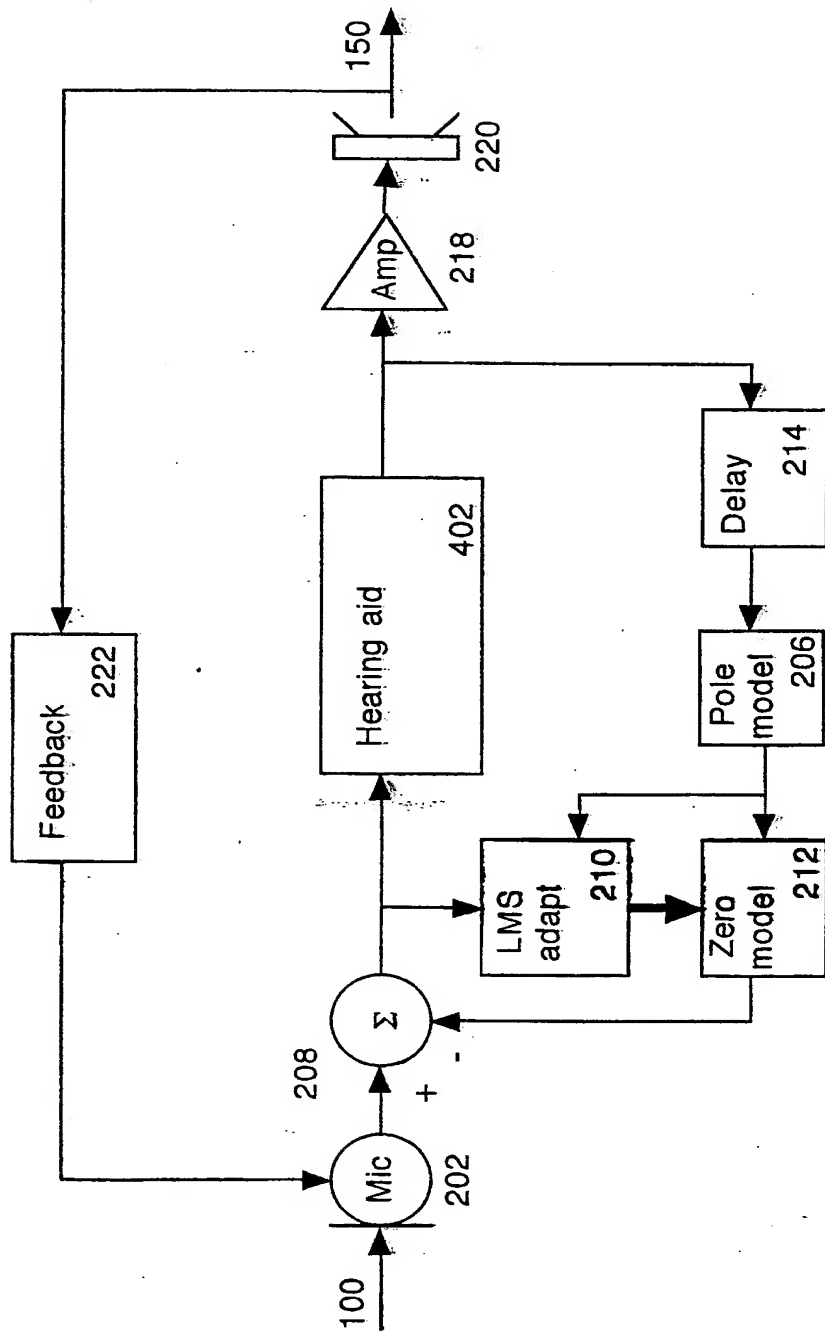 Feedback
222
100
Mic
202
+
-
208
Σ
Hearing aid
402
Amp
218
220
150
LMS
adapt
210
Zero
model
212
Pole
model
206
Delay
214